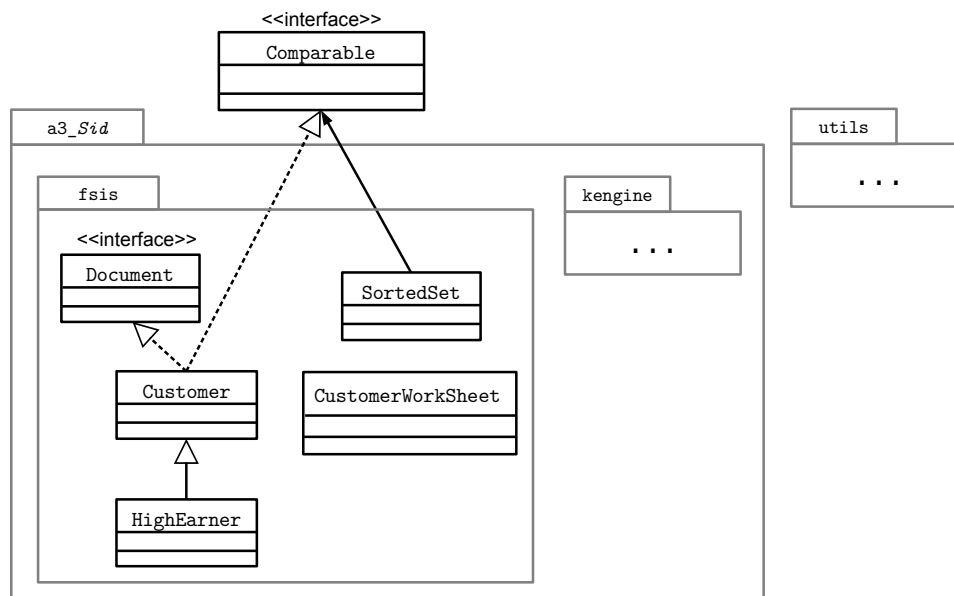 <<interface>>
Comparable
a3_Sid
utils
...
fsis
kengine
...
<<interface>>
Document
SortedSet
Customer
CustomerWorkSheet
HighEarner